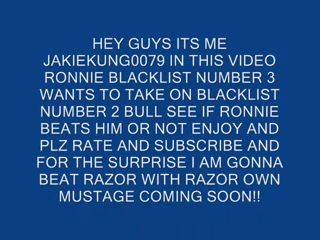 HEY GUYS ITS ME
JAKIEKUNG0079 IN THIS VIDEO
RONNIE BLACKLIST NUMBER 3
WANTS TO TAKE ON BLACKLIST
NUMBER 2 BULL SEE IF RONNIE
BEATS HIM OR NOT ENJOY AND
PLZ RATE AND SUBSCRIBE AND
FOR THE SURPRISE I AM GONNA
BEAT RAZOR WITH RAZOR OWN
MUSTAGE COMING SOON!!